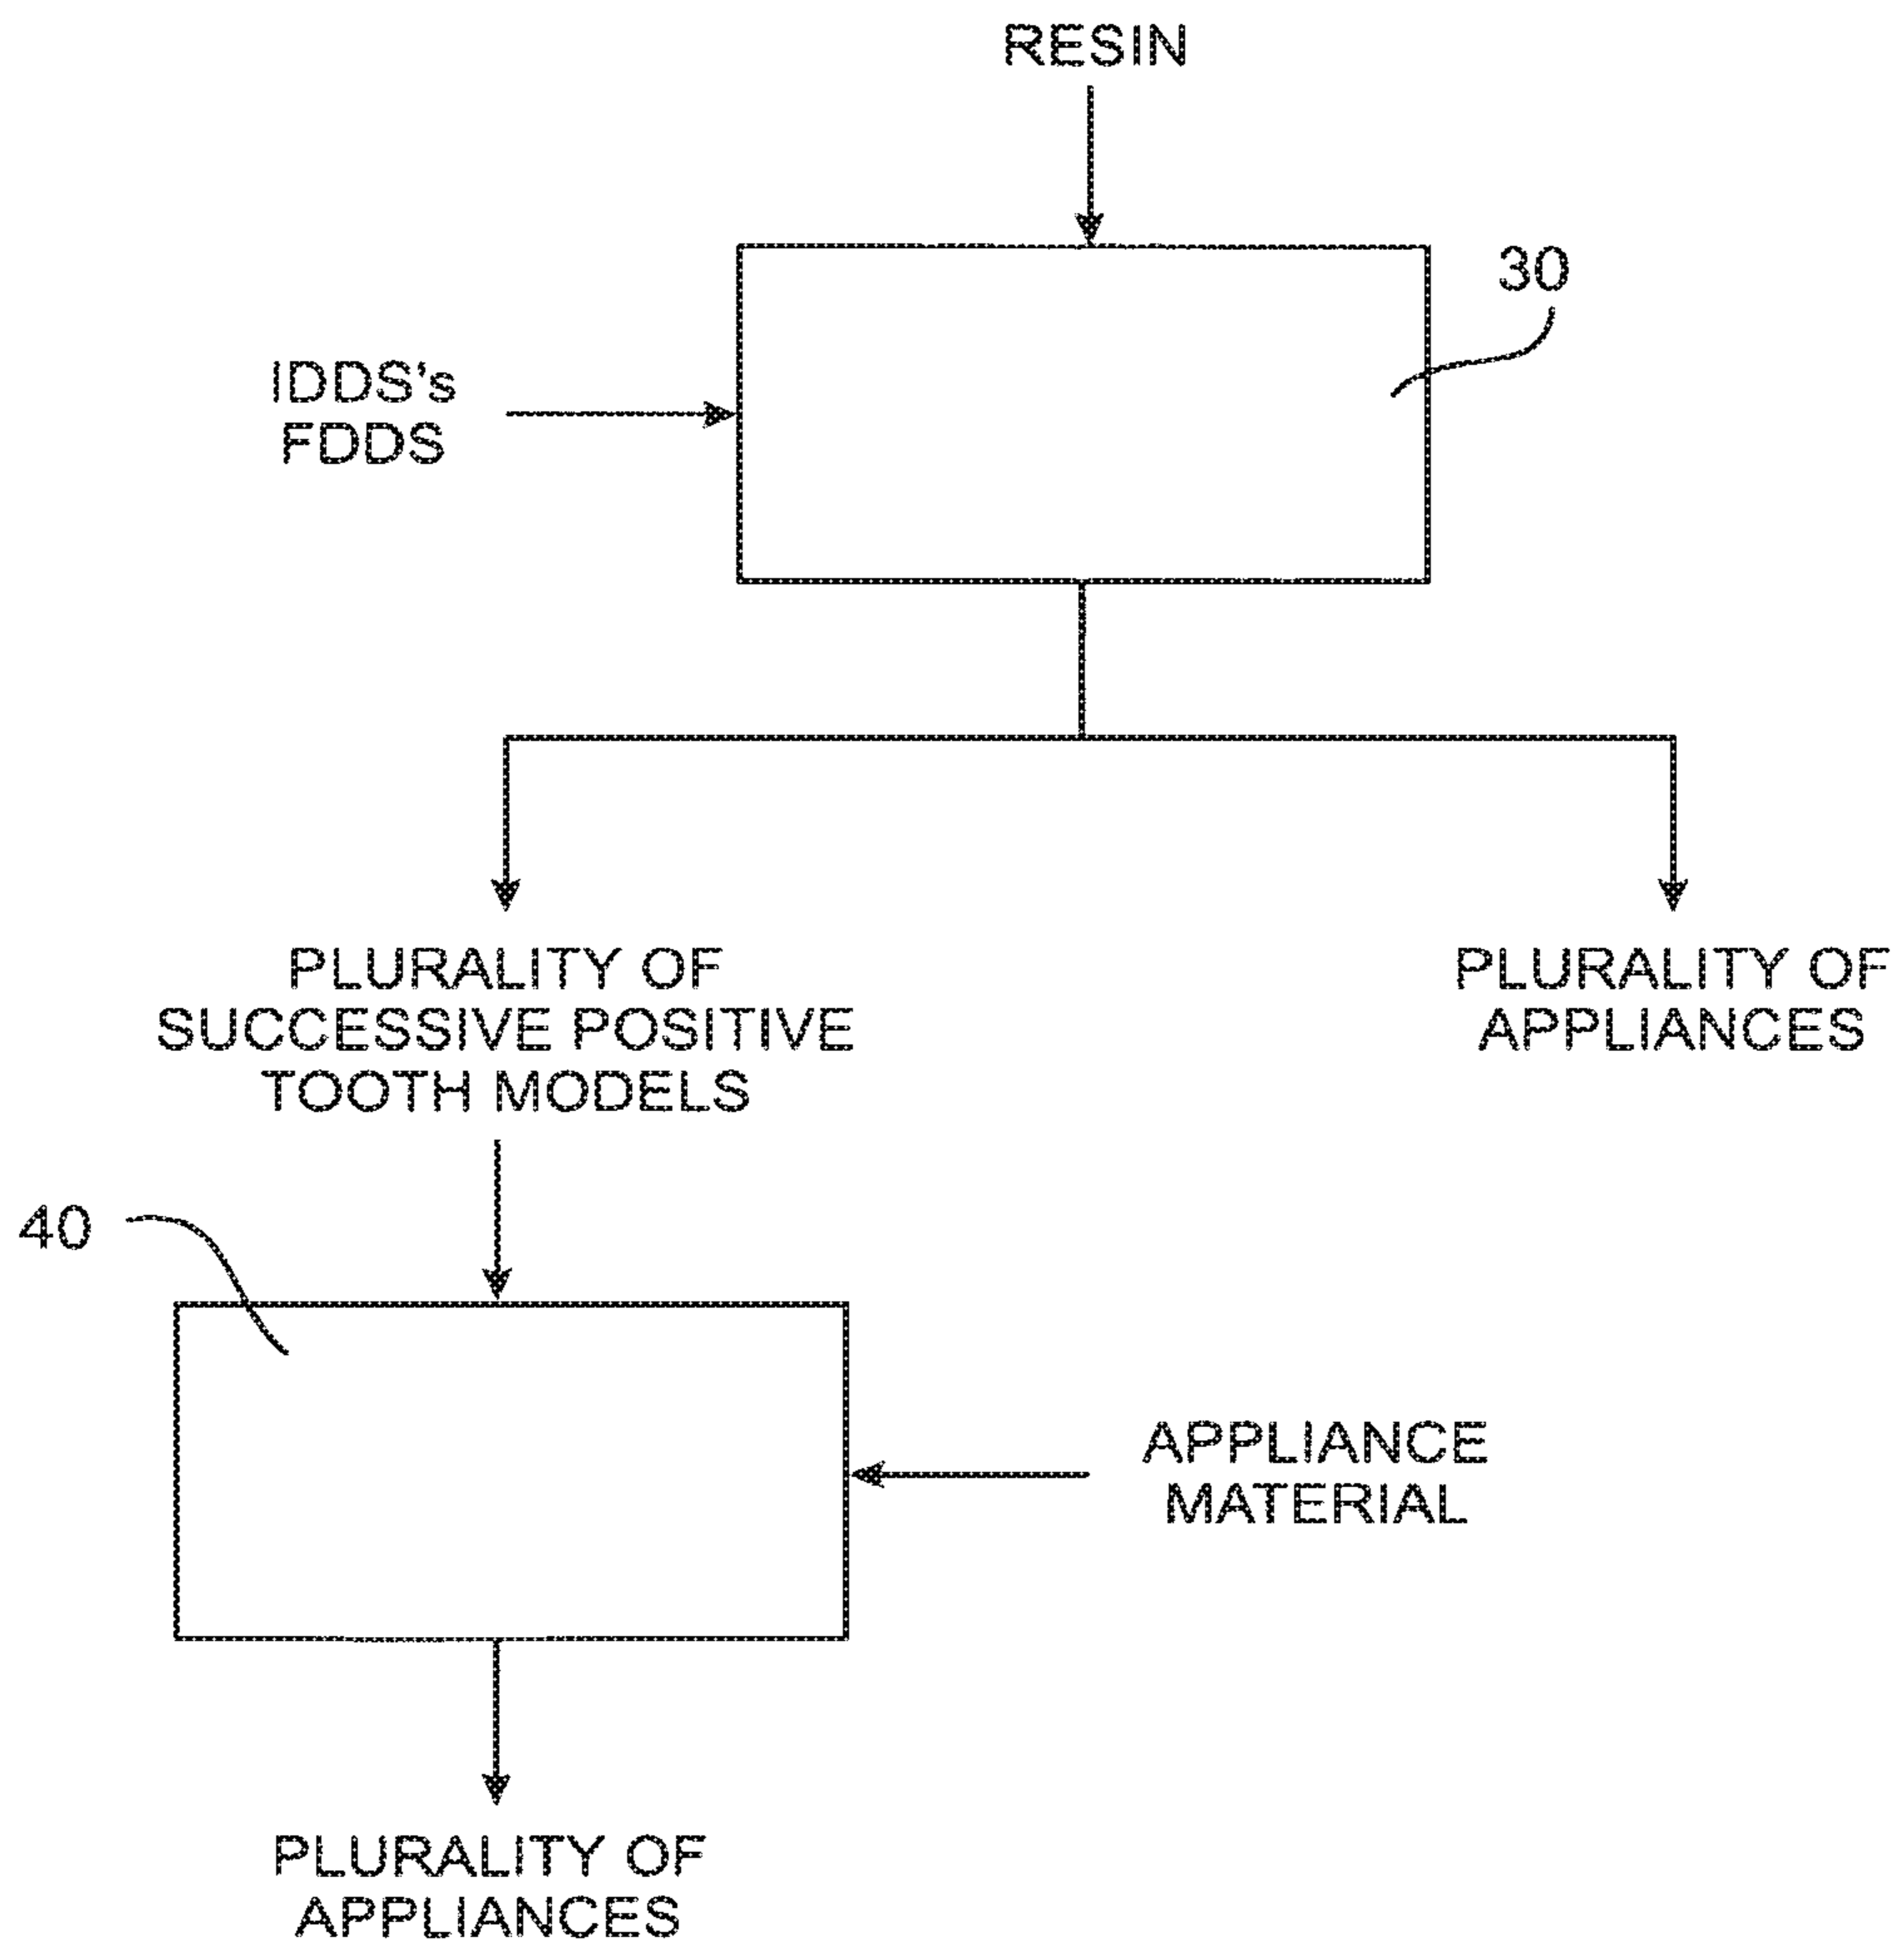 RESIN
30
IDDS's
FDDS
PLURALITY OF
SUCCESSIVE POSITIVE
TOOTH MODELS
PLURALITY OF
APPLIANCES
40
APPLIANCE
MATERIAL
PLURALITY OF
APPLIANCES